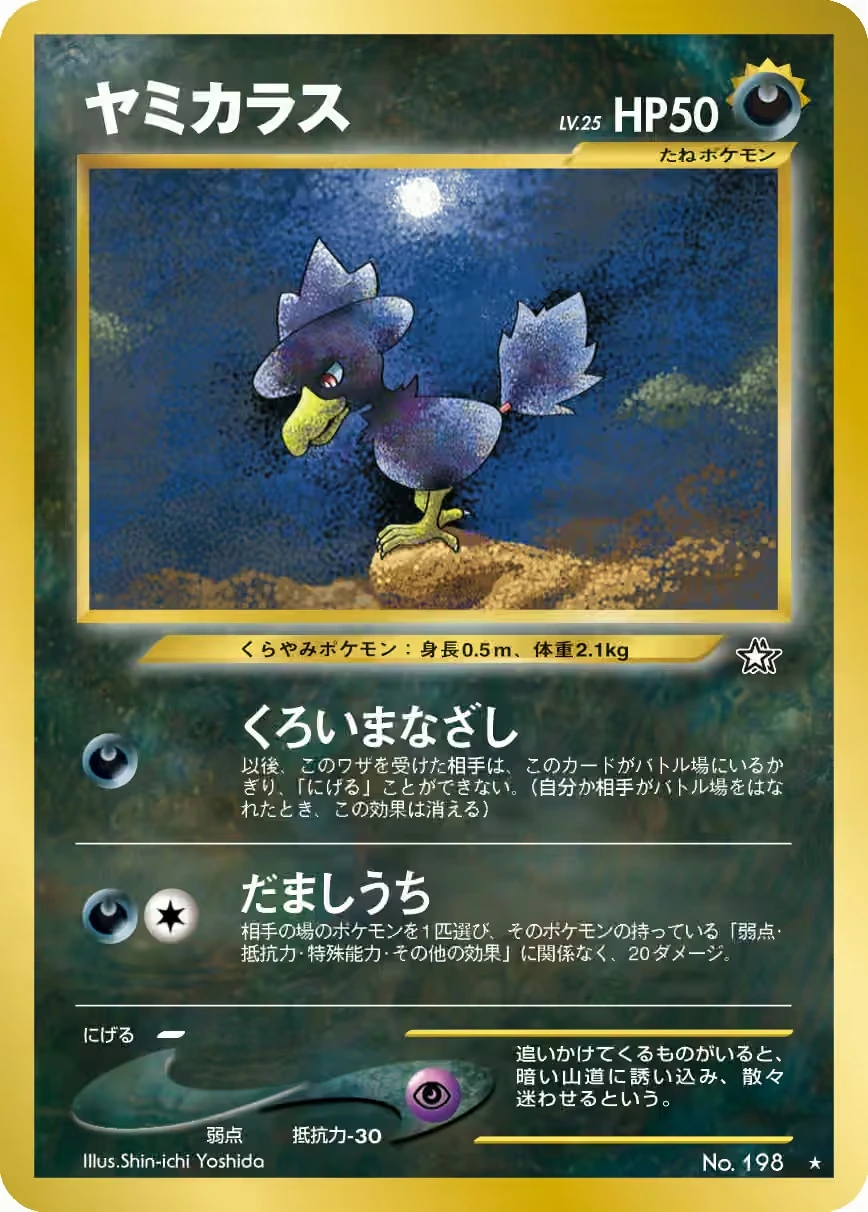 ヤミカラス
LV.25 HP50
たねポケモン
くらやみポケモン：身長0.5m、体重2.1kg
くろいまなざし
以後、このワザを受けた相手は、このカードがバトル場にいるか
ぎり、「にげる」ことができない。（自分か相手がバトル場をはな
れたとき、この効果は消える）
だましうち
相手の場のポケモンを1匹選び、そのポケモンの持っている「弱点・
抵抗力・特殊能力・その他の効果」に関係なく、20ダメージ。
にげる
弱点
抵抗力-30
追いかけてくるものがいると、
暗い山道に誘い込み、散々
迷わせるという。
Illus.Shin-ichi Yoshida
No. 198 ★